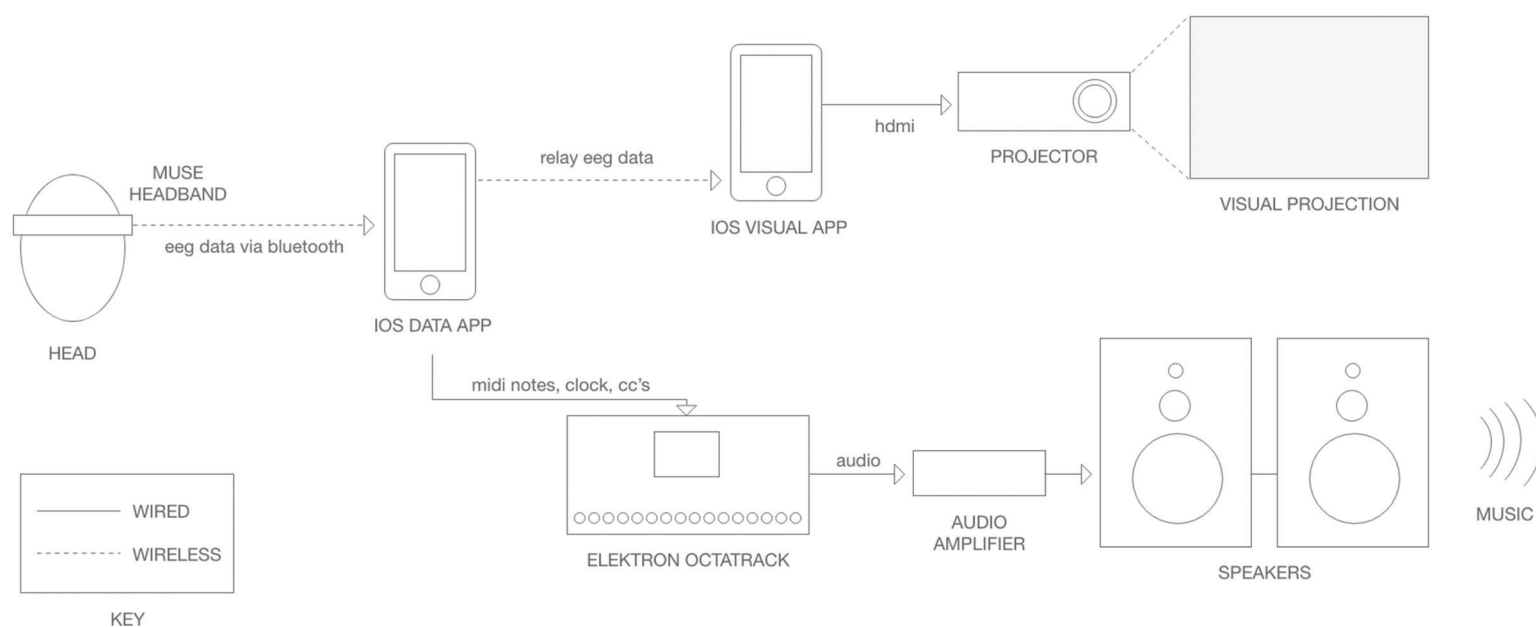 MUSE
HEADBAND
eeg data via bluetooth
HEAD
IOS DATA APP
relay eeg data
IOS VISUAL APP
hdmi
PROJECTOR
VISUAL PROJECTION
midi notes, clock, cc's
ELEKTRON OCTATRACK
audio
AUDIO
AMPLIFIER
SPEAKERS
MUSIC
WIRED
WIRELESS
KEY